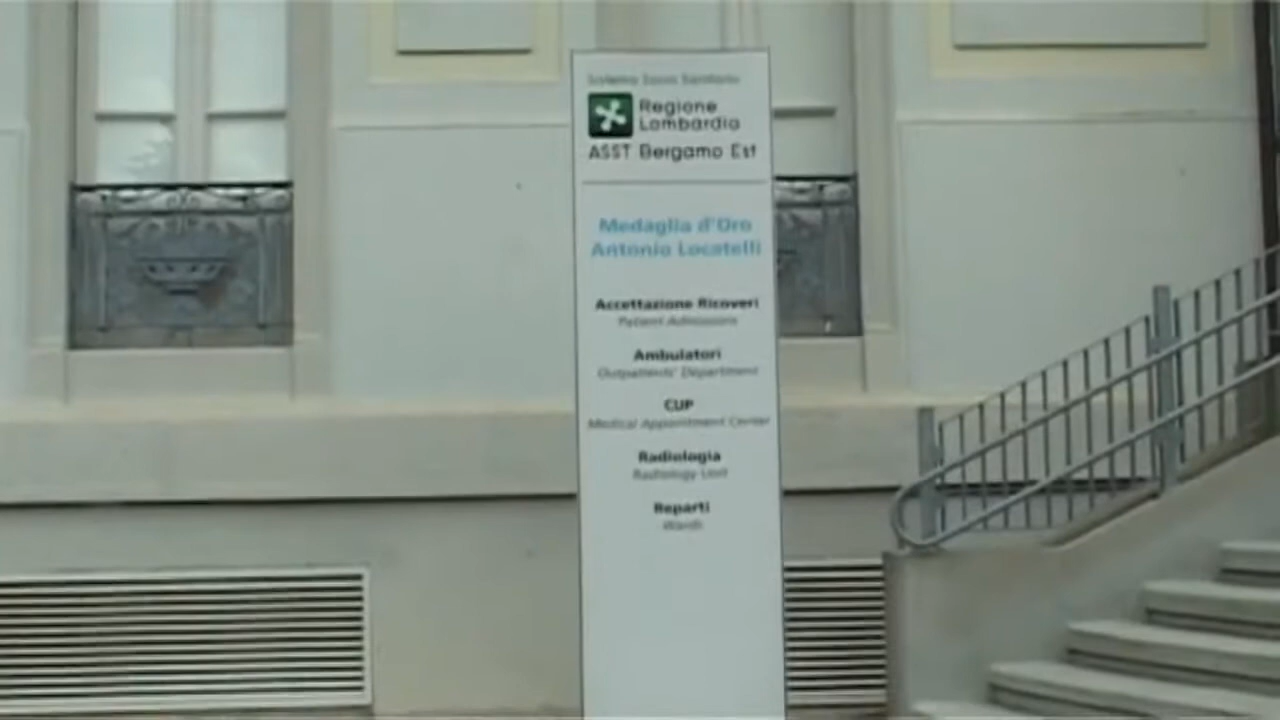 Sistema Socio Sanitario
Regione
Lombardia
ASST Bergamo Est
Medaglia d'Oro
Antonio Locatelli
Accettazione Ricoveri
Patient Admissions
Ambulatori
Outpatients' Department
CUP
Medical Appointment Center
Radiologia
Radiology Unit
Reparti
Wards